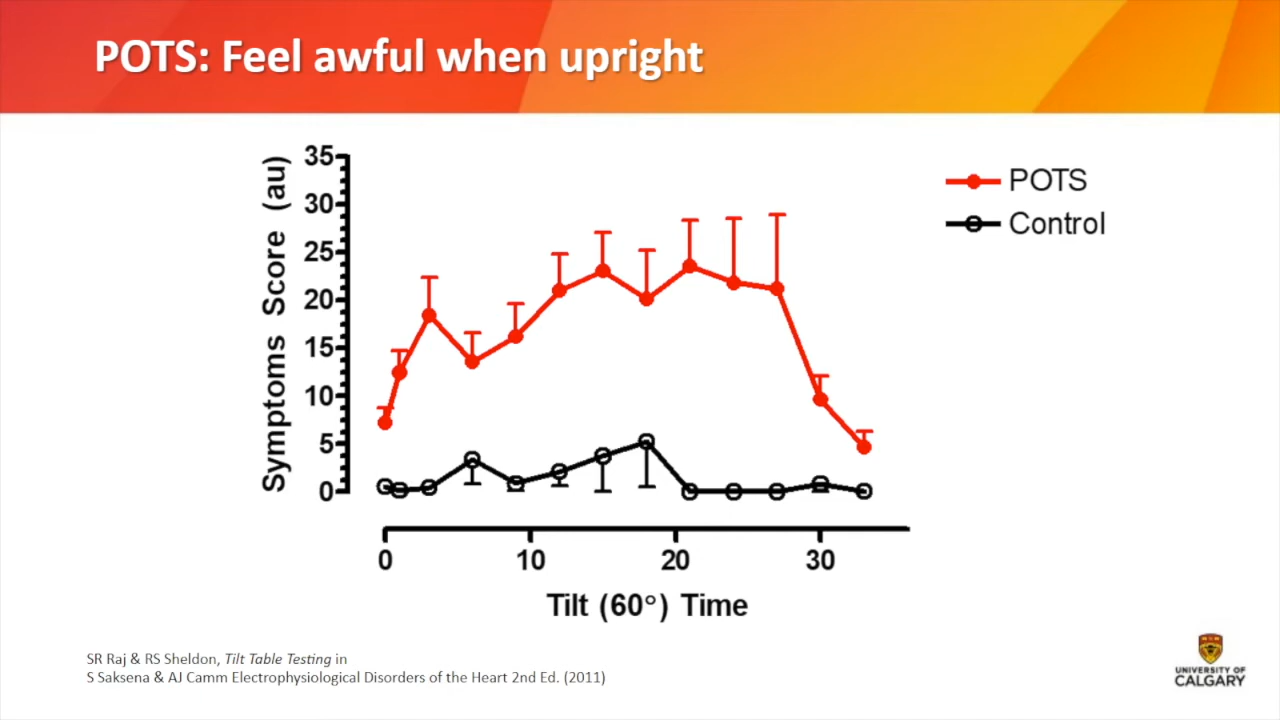 POTS: Feel awful when upright
Symptoms Score (au)
35
30
25
20
15
10
5
0
POTS
Control
0 10 20 30
Tilt (60°) Time
SR Raj & RS Sheldon, Tilt Table Testing in
S Saksena & AJ Camm Electrophysiological Disorders of the Heart 2nd Ed. (2011)
UNIVERSITY OF
CALGARY